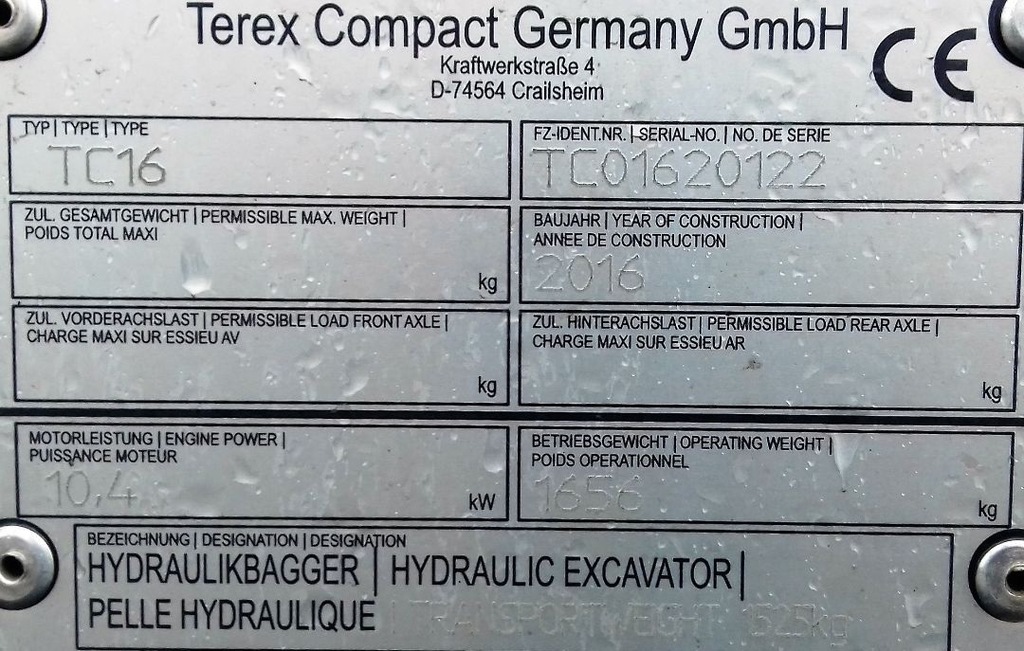 Terex Compact Germany GmbH
CE
Kraftwerkstraße 4
D-74564 Crailsheim
TYP | TYPE | TYPE
TC16
FZ-IDENT.NR. | SERIAL-NO. | NO. DE SERIE
TC01620122
ZUL. GESAMTGEWICHT | PERMISSIBLE MAX. WEIGHT |
POIDS TOTAL MAXI
kg
BAUJAHR | YEAR OF CONSTRUCTION |
ANNEE DE CONSTRUCTION
2016
ZUL. VORDERACHSLAST | PERMISSIBLE LOAD FRONT AXLE |
CHARGE MAXI SUR ESSIEU AV
kg
ZUL. HINTERACHSLAST | PERMISSIBLE LOAD REAR AXLE |
CHARGE MAXI SUR ESSIEU AR
kg
MOTORLEISTUNG | ENGINE POWER |
PUISSANCE MOTEUR
10,4 kW
BETRIEBSGEWICHT | OPERATING WEIGHT |
POIDS OPERATIONNEL
1656 kg
BEZEICHNUNG | DESIGNATION | DESIGNATION
HYDRAULIKBAGGER | HYDRAULIC EXCAVATOR |
PELLE HYDRAULIQUE | TRANSPORTWEIGHT 1525kg